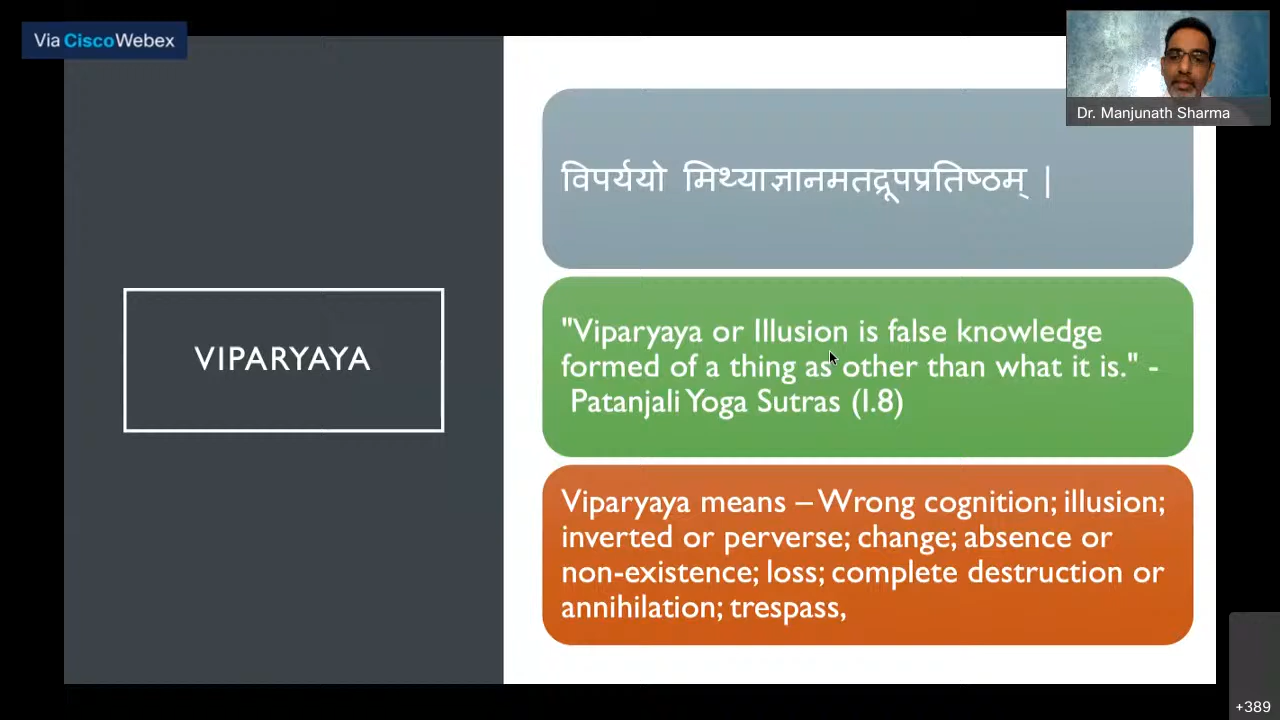 Via CiscoWebex
Dr. Manjunath Sharma
विपर्ययो मिथ्याज्ञानमतद्रूपप्रतिष्ठम् |
VIPARYAYA
"Viparyaya or Illusion is false knowledge
formed of a thing as other than what it is." -
Patanjali Yoga Sutras (I.8)
Viparyaya means – Wrong cognition; illusion;
inverted or perverse; change; absence or
non-existence; loss; complete destruction or
annihilation; trespass,
+389